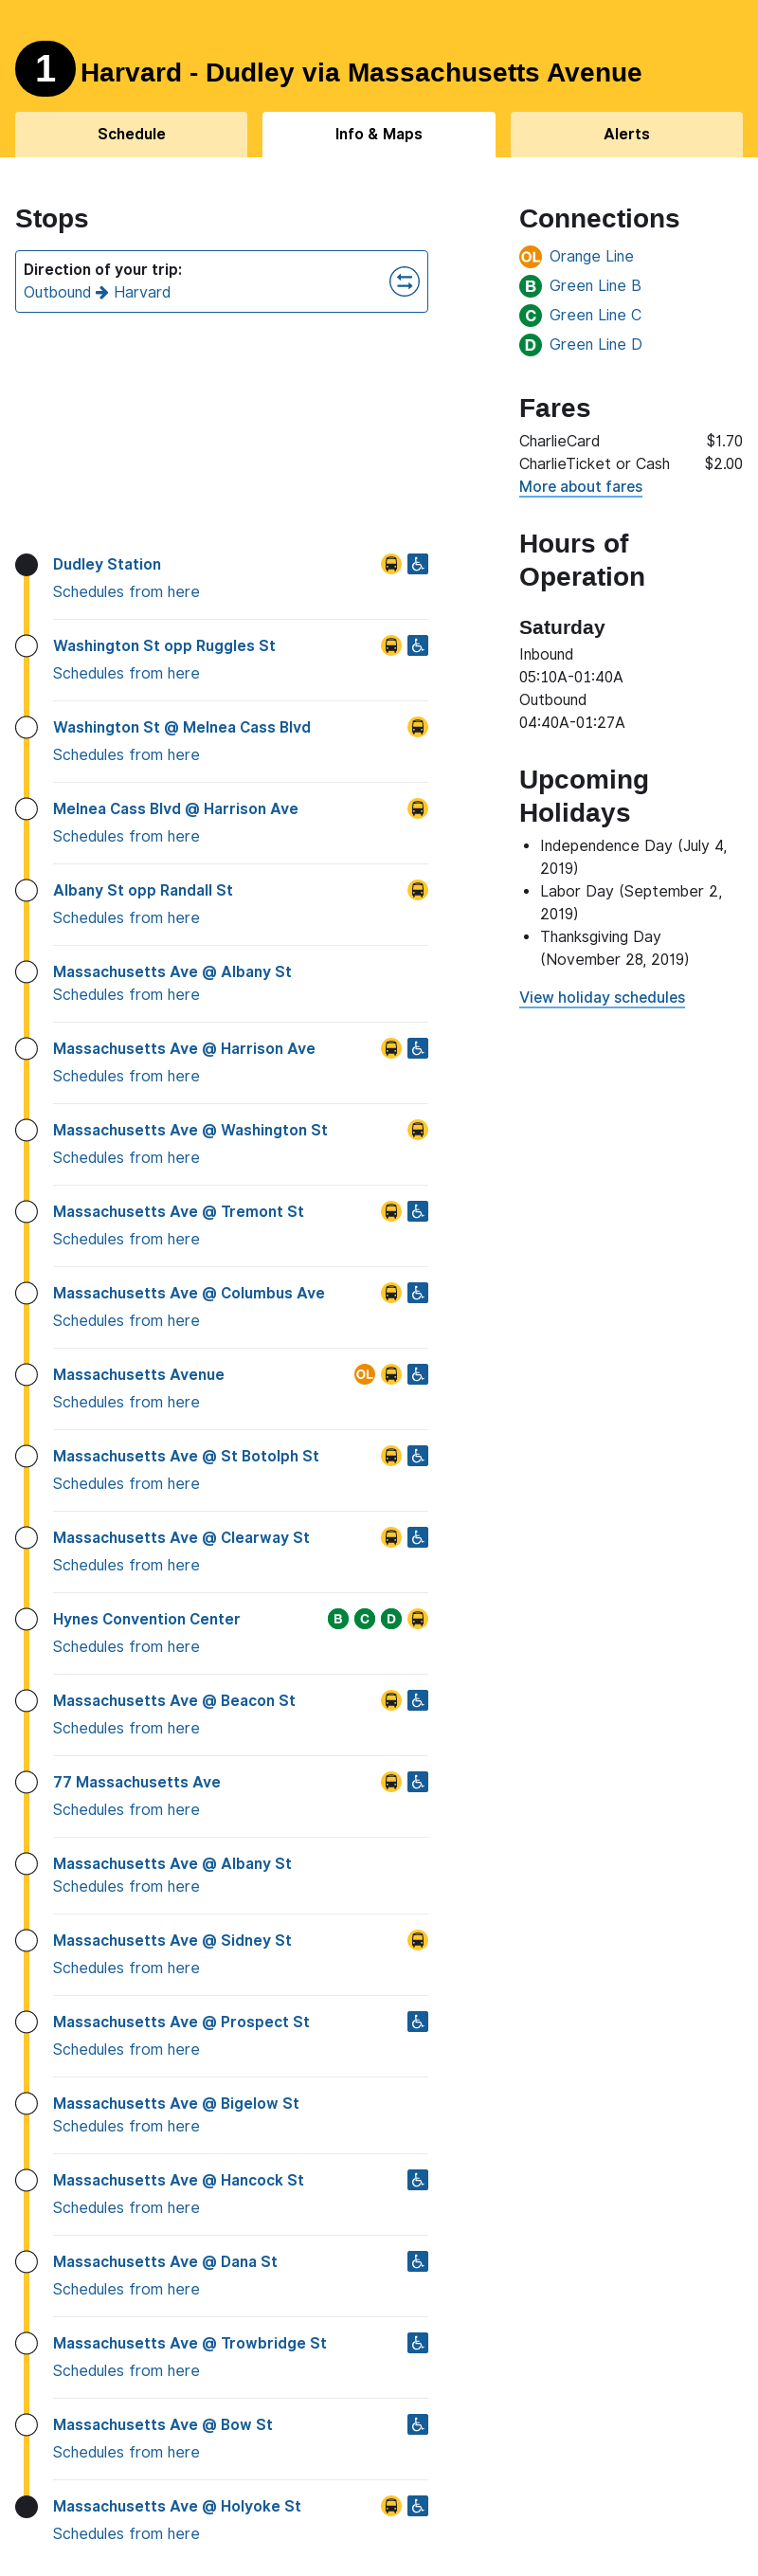 1 Harvard - Dudley via Massachusetts Avenue
Schedule
Info & Maps
Alerts
Stops
Direction of your trip:
Outbound → Harvard
Dudley Station
Schedules from here
Washington St opp Ruggles St
Schedules from here
Washington St @ Melnea Cass Blvd
Schedules from here
Melnea Cass Blvd @ Harrison Ave
Schedules from here
Albany St opp Randall St
Schedules from here
Massachusetts Ave @ Albany St
Schedules from here
Massachusetts Ave @ Harrison Ave
Schedules from here
Massachusetts Ave @ Washington St
Schedules from here
Massachusetts Ave @ Tremont St
Schedules from here
Massachusetts Ave @ Columbus Ave
Schedules from here
Massachusetts Avenue OL
Schedules from here
Massachusetts Ave @ St Botolph St
Schedules from here
Massachusetts Ave @ Clearway St
Schedules from here
Hynes Convention Center B C D
Schedules from here
Massachusetts Ave @ Beacon St
Schedules from here
77 Massachusetts Ave
Schedules from here
Massachusetts Ave @ Albany St
Schedules from here
Massachusetts Ave @ Sidney St
Schedules from here
Massachusetts Ave @ Prospect St
Schedules from here
Massachusetts Ave @ Bigelow St
Schedules from here
Massachusetts Ave @ Hancock St
Schedules from here
Massachusetts Ave @ Dana St
Schedules from here
Massachusetts Ave @ Trowbridge St
Schedules from here
Massachusetts Ave @ Bow St
Schedules from here
Massachusetts Ave @ Holyoke St
Schedules from here
Connections
OL Orange Line
B Green Line B
C Green Line C
D Green Line D
Fares
CharlieCard $1.70
CharlieTicket or Cash $2.00
More about fares
Hours of
Operation
Saturday
Inbound
05:10A-01:40A
Outbound
04:40A-01:27A
Upcoming
Holidays
• Independence Day (July 4,
2019)
• Labor Day (September 2,
2019)
• Thanksgiving Day
(November 28, 2019)
View holiday schedules